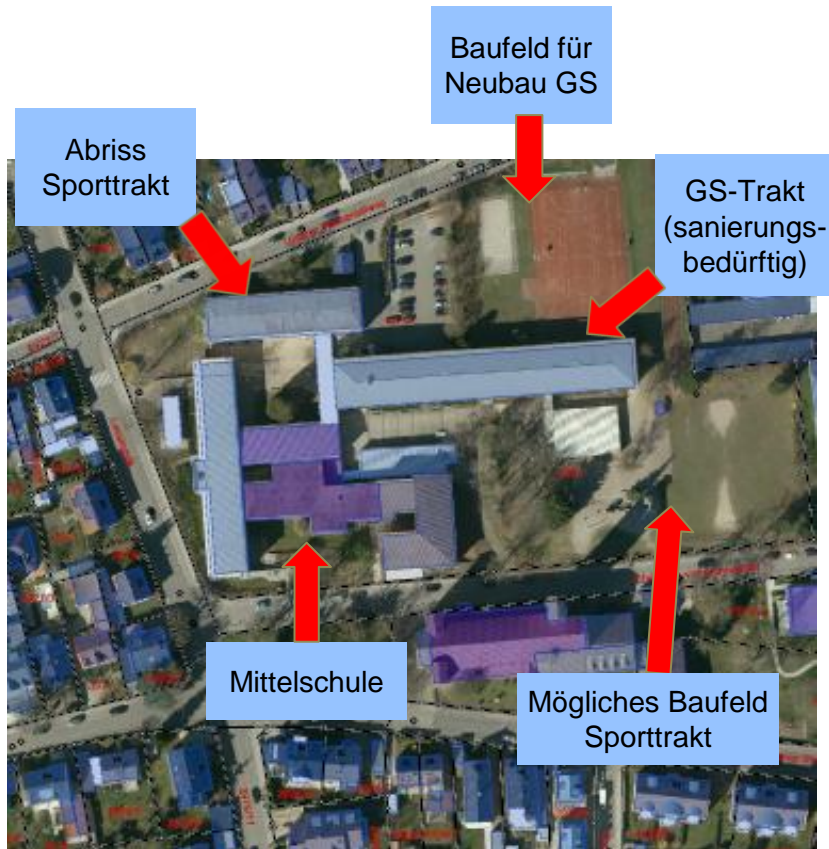 Baufeld für
Neubau GS
Abriss
Sporttrakt
GS-Trakt
(sanierungs-
bedürftig)
Mittelschule
Mögliches Baufeld
Sporttrakt